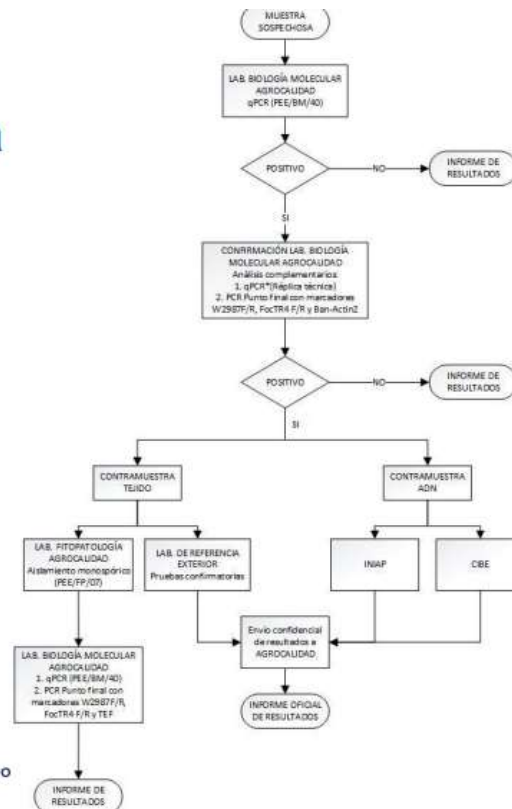 MUESTRA
SOSPECHOSA
LAB. BIOLOGÍA MOLECULAR
AGROCALIDAD
qPCR (PEE/BM/40)
POSITIVO
NO
INFORME DE
RESULTADOS
SI
CONFIRMACIÓN LAB. BIOLOGÍA
MOLECULAR AGROCALIDAD
Análisis complementarios:
1. qPCR*(Réplica técnica)
2. PCR Punto final con marcadores
W2987F/R, FocTR4 F/R y Ban-Actin2
POSITIVO
NO
INFORME DE
RESULTADOS
SI
CONTRAMUESTRA
TEJIDO
CONTRAMUESTRA
ADN
LAB. FITOPATOLOGÍA
AGROCALIDAD
Aislamiento monospórico
(PEE/FP/07)
LAB. DE REFERENCIA
EXTERIOR
Pruebas confirmatorias
INIAP
CIBE
Envío confidencial
de resultados a
AGROCALIDAD
LAB. BIOLOGÍA MOLECULAR
AGROCALIDAD
1. qPCR (PEE/BM/40)
2. PCR Punto final con
marcadores W2987F/R,
FocTR4 F/R y TEF
INFORME OFICIAL
DE RESULTADOS
INFORME DE
RESULTADOS